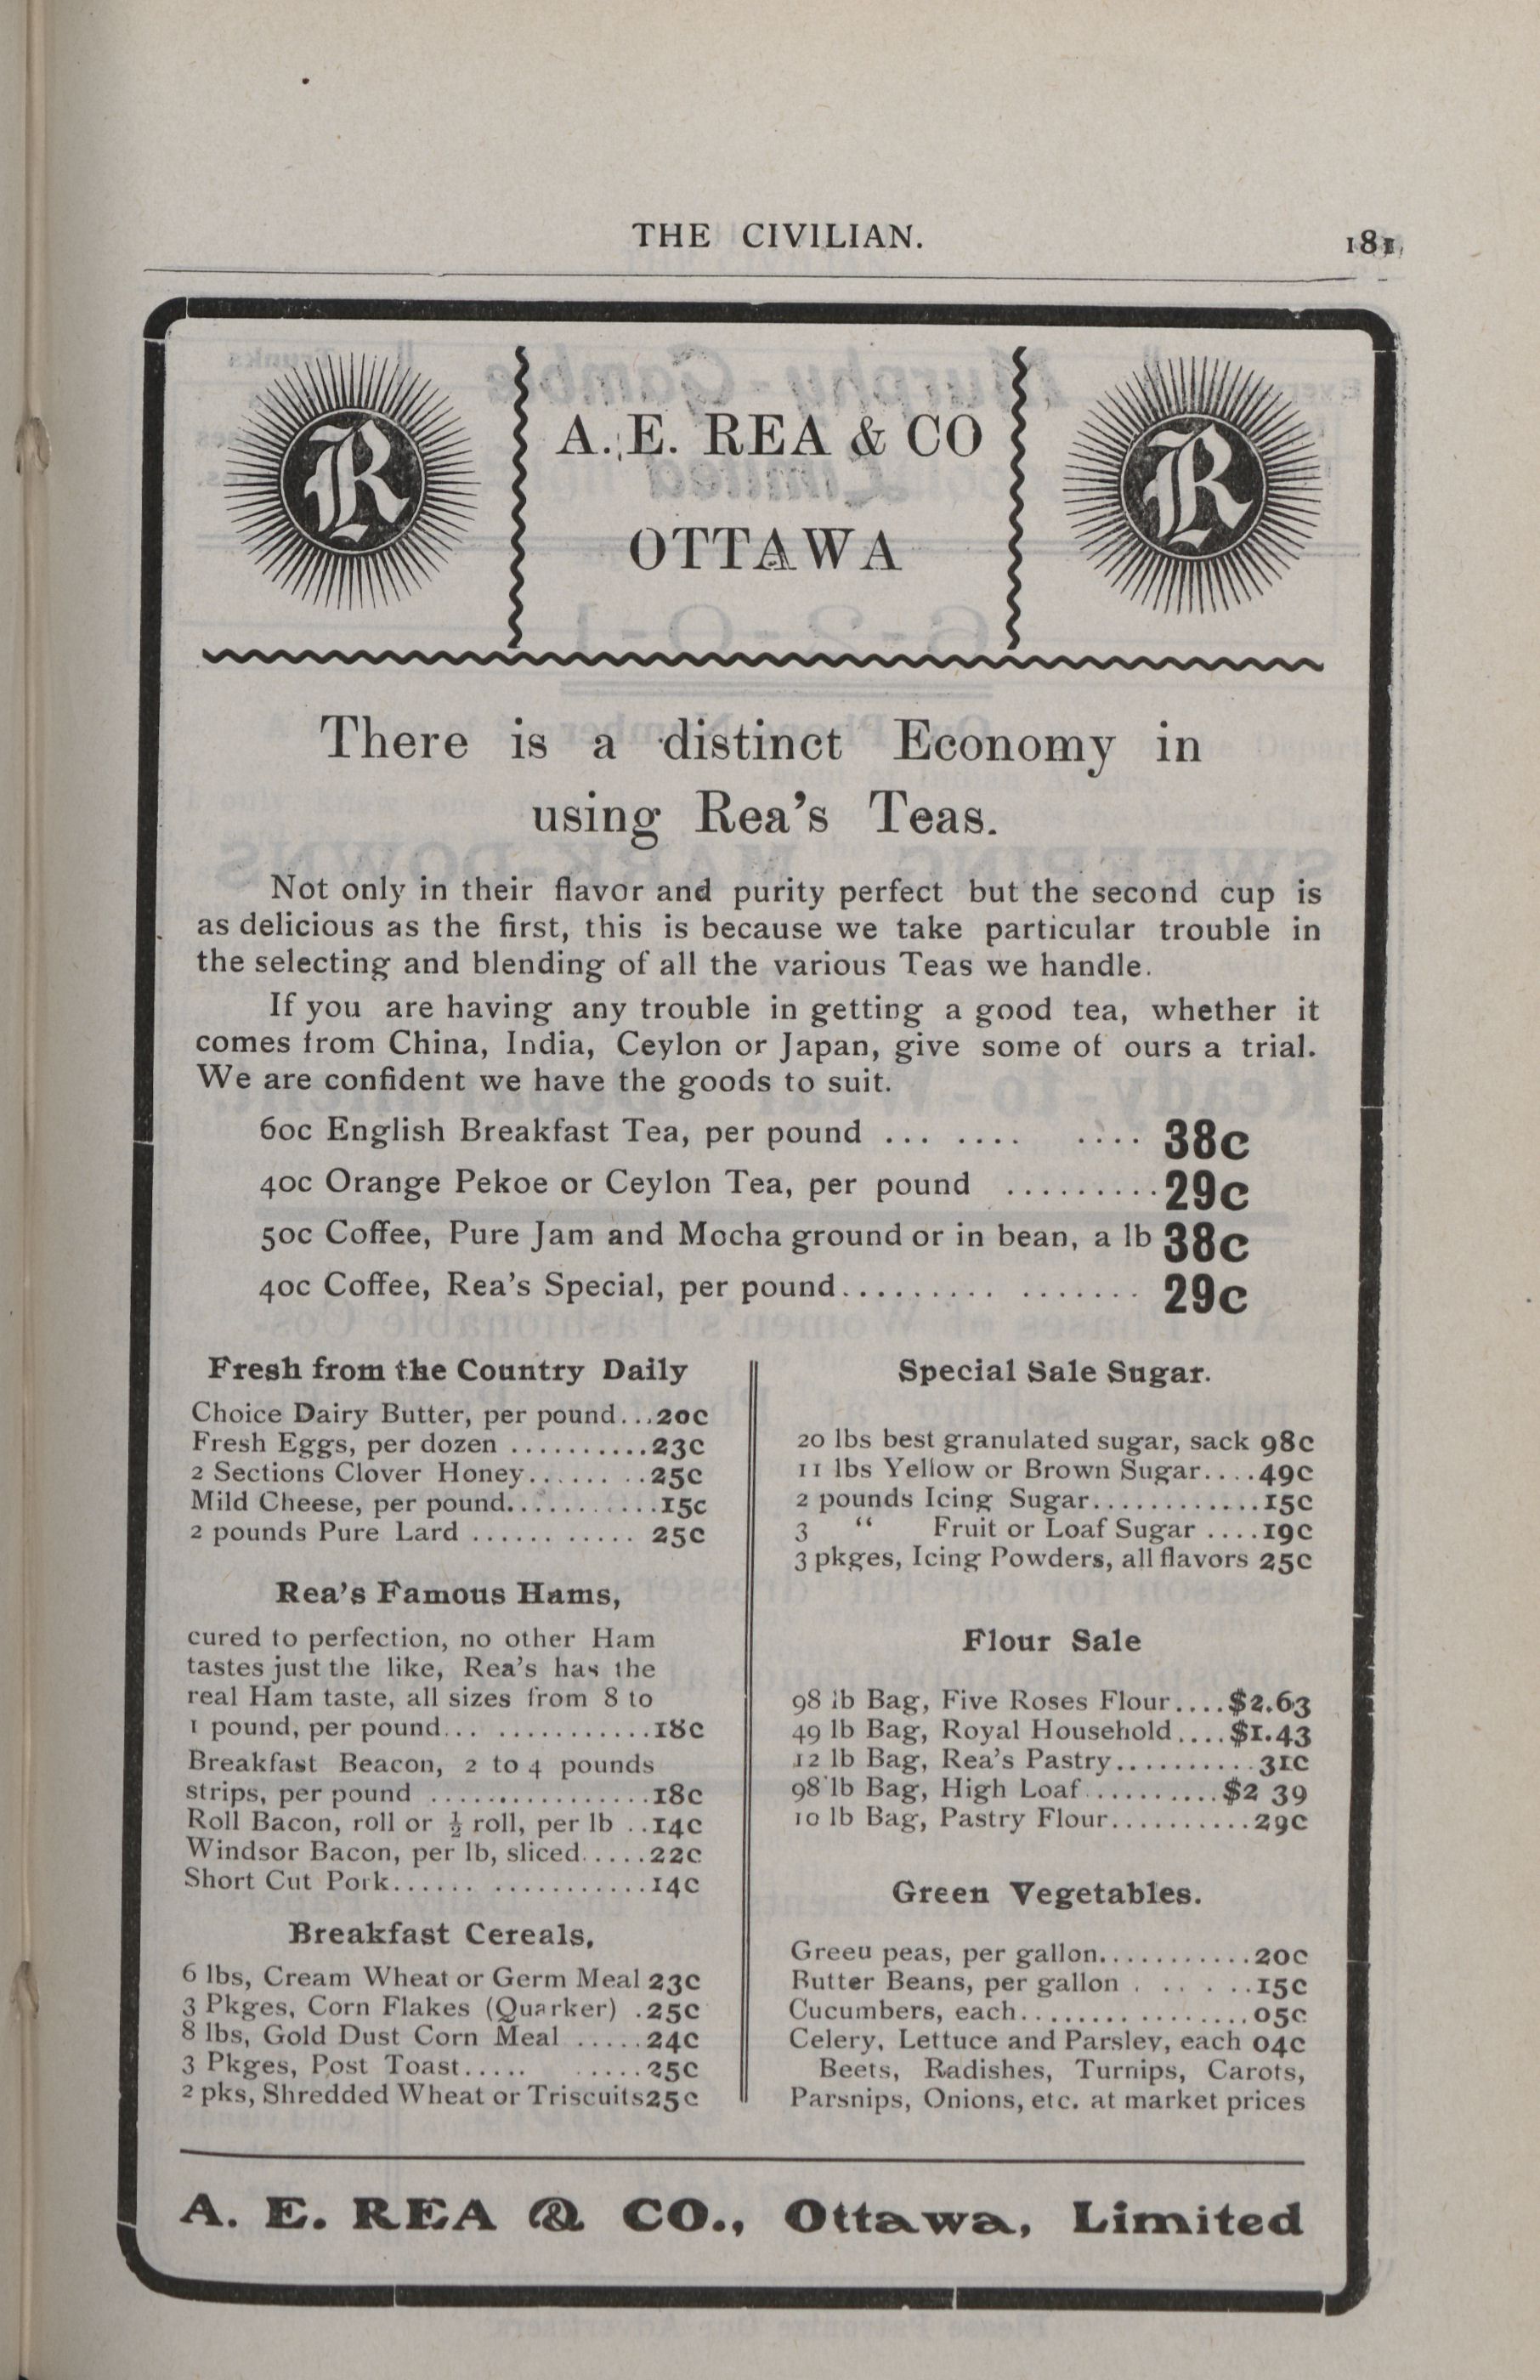 THE CIVILIAN.
181
R
A. E. REA & CO
OTTAWA
R
There is a distinct Economy in
using Rea's Teas.
Not only in their flavor and purity perfect but the second cup is
as delicious as the first, this is because we take particular trouble in
the selecting and blending of all the various Teas we handle.
If you are having any trouble in getting a good tea, whether it
comes from China, India, Ceylon or Japan, give some of ours a trial.
We are confident we have the goods to suit.
60c English Breakfast Tea, per pound ... .... .... 38c
40c Orange Pekoe or Ceylon Tea, per pound ......... 29c
50c Coffee, Pure Jam and Mocha ground or in bean, a lb 38c
40c Coffee, Rea's Special, per pound.......... ....... 29c
Fresh from the Country Daily
Choice Dairy Butter, per pound...20c
Fresh Eggs, per dozen ..........23c
2 Sections Clover Honey........25c
Mild Cheese, per pound...........15c
2 pounds Pure Lard ............ 25c
Rea's Famous Hams,
cured to perfection, no other Ham
tastes just the like, Rea's has the
real Ham taste, all sizes from 8 to
1 pound, per pound... ............18c
Breakfast Beacon, 2 to 4 pounds
strips, per pound ................18c
Roll Bacon, roll or ½ roll, per lb ..14c
Windsor Bacon, per lb, sliced.....22c
Short Cut Pork...... ............14c
Breakfast Cereals,
6 lbs, Cream Wheat or Germ Meal 23c
3 Pkges, Corn Flakes (Quarker) .25c
8 lbs, Gold Dust Corn Meal .....24c
3 Pkges, Post Toast..... .....25c
2 pks, Shredded Wheat or Triscuits25c
Special Sale Sugar.
20 lbs best granulated sugar, sack 98c
11 lbs Yellow or Brown Sugar....49c
2 pounds Icing Sugar............15c
3 “ Fruit or Loaf Sugar ....19c
3 pkges, Icing Powders, all flavors 25c
Flour Sale
98 lb Bag, Five Roses Flour....$2.63
49 lb Bag, Royal Household....$1.43
12 lb Bag, Rea's Pastry..........31c
98 lb Bag, High Loaf..........$2 39
10 lb Bag, Pastry Flour..........29c
Green Vegetables.
Greeu peas, per gallon...........20c
Butter Beans, per gallon . .. . ..15c
Cucumbers, each................05c
Celery, Lettuce and Parsley, each 04c
Beets, Radishes, Turnips, Carots,
Parsnips, Onions, etc. at market prices
A. E. REA & CO., Ottawa, Limited